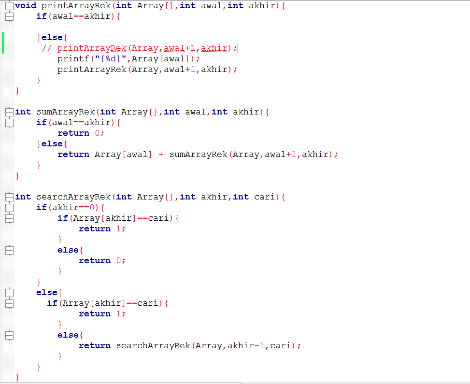 void printArrayRek(int Array[],int awal,int akhir){
if(awal==akhir){
}else{
// printArrayRek(Array,awal+1,akhir);
printf("[%d]",Array[awal]);
printArrayRek(Array,awal+1,akhir);
}
}
int sumArrayRek(int Array[],int awal,int akhir){
if(awal==akhir){
return 0;
}else{
return Array[awal] + sumArrayRek(Array,awal+1,akhir);
}
}
int searchArrayRek(int Array[],int akhir,int cari){
if(akhir==0){
if(Array[akhir]==cari){
return 1;
}
else{
return 0;
}
}
else{
if(Array[akhir]==cari){
return 1;
}
else{
return searchArrayRek(Array,akhir-1,cari);
}
}
}